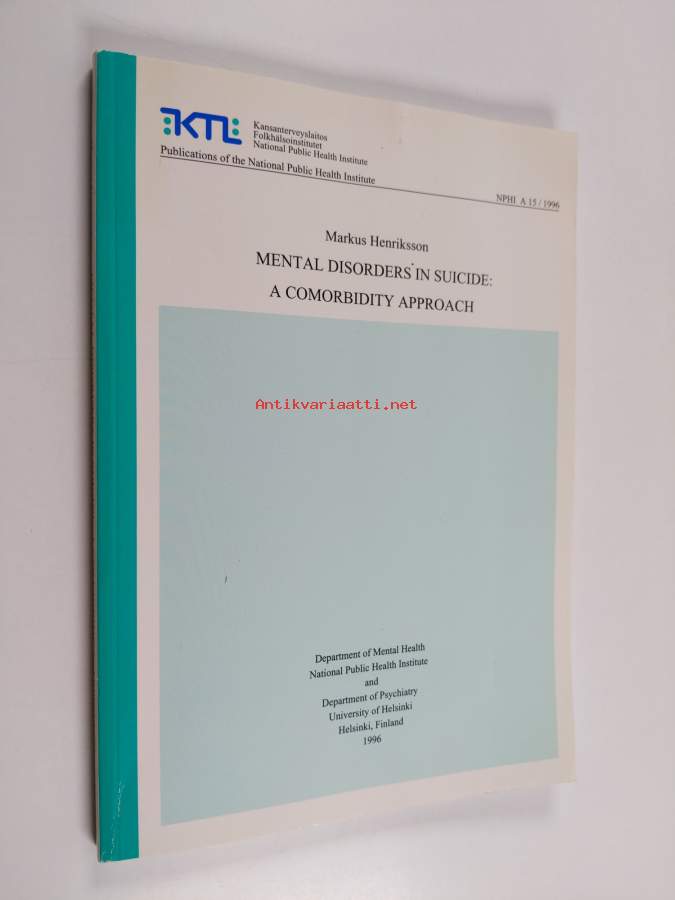 KTL
Kansanterveyslaitos
Folkhälsoinstitutet
National Public Health Institute
Publications of the National Public Health Institute
NPHI A 15 / 1996
Markus Henriksson
MENTAL DISORDERS IN SUICIDE:
A COMORBIDITY APPROACH
Antikvariaatti.net
Department of Mental Health
National Public Health Institute
and
Department of Psychiatry
University of Helsinki
Helsinki, Finland
1996